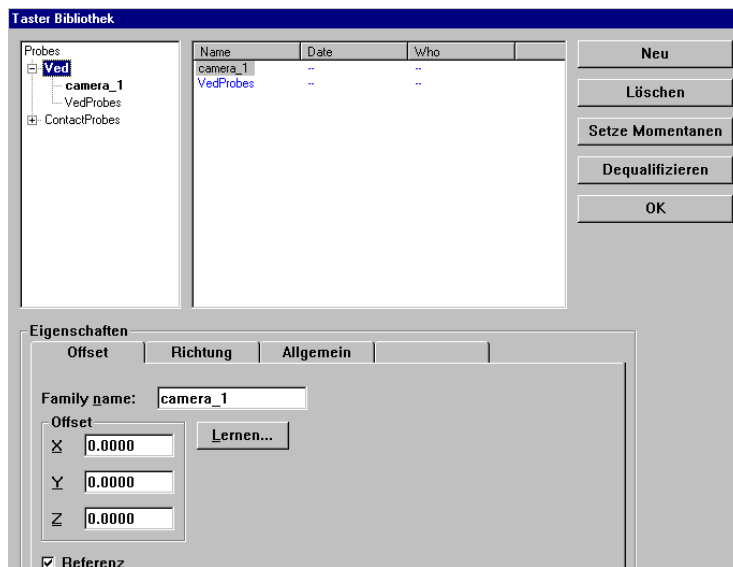 Taster Bibliothek
Probes
Ved
camera_1
VedProbes
ContactProbes
Name Date Who
camera_1 -- --
VedProbes -- --
Neu
Löschen
Setze Momentanen
Dequalifizieren
OK
Eigenschaften
Offset Richtung Allgemein
Family name: camera_1
Offset
X 0.0000
Y 0.0000
Z 0.0000
Lernen...
Referenz